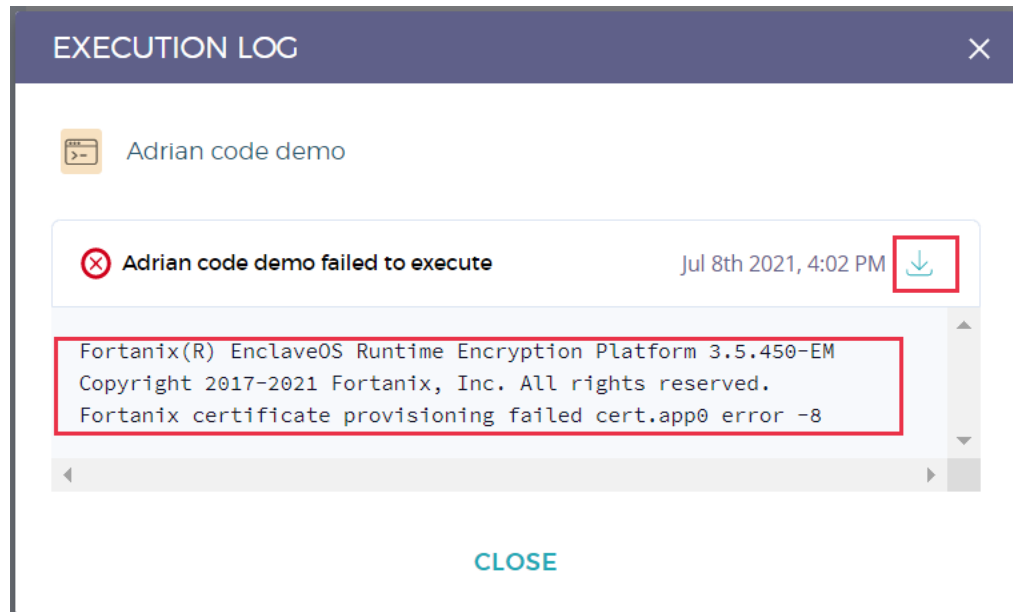 EXECUTION LOG
Adrian code demo
Adrian code demo failed to execute Jul 8th 2021, 4:02 PM
Fortanix(R) EnclaveOS Runtime Encryption Platform 3.5.450-EM
Copyright 2017-2021 Fortanix, Inc. All rights reserved.
Fortanix certificate provisioning failed cert.app0 error -8
CLOSE